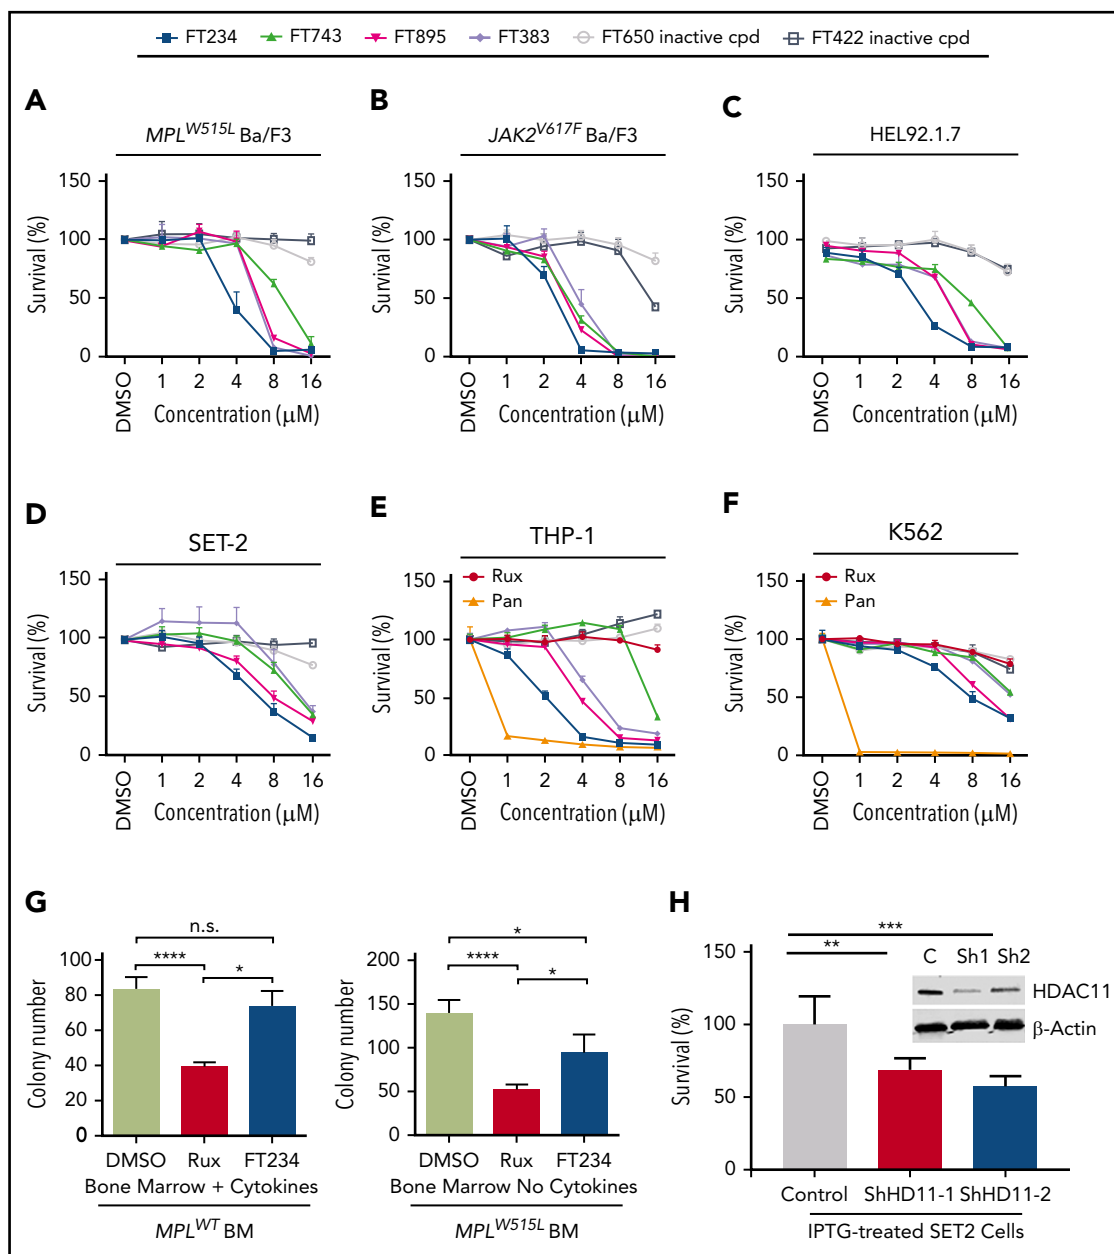 FT234 FT743 FT895 FT383 FT650 inactive cpd FT422 inactive cpd
A
MPL^W515L Ba/F3
150
100
50
0
Survival (%)
DMSO 1 2 4 8 16
Concentration (μM)
B
JAK2^V617F Ba/F3
150
100
50
0
Survival (%)
DMSO 1 2 4 8 16
Concentration (μM)
C
HEL92.1.7
150
100
50
0
Survival (%)
DMSO 1 2 4 8 16
Concentration (μM)
D
SET-2
150
100
50
0
Survival (%)
DMSO 1 2 4 8 16
Concentration (μM)
E
THP-1
Rux
Pan
150
100
50
0
Survival (%)
DMSO 1 2 4 8 16
Concentration (μM)
F
K562
Rux
Pan
150
100
50
0
Survival (%)
DMSO 1 2 4 8 16
Concentration (μM)
G
n.s.
**** *
100
80
60
40
20
0
Colony number
DMSO Rux FT234
Bone Marrow + Cytokines
MPL^WT BM
*
**** *
200
150
100
50
0
Colony number
DMSO Rux FT234
Bone Marrow No Cytokines
MPL^W515L BM
H
***
**
C Sh1 Sh2
HDAC11
β-Actin
150
100
50
0
Survival (%)
Control ShHD11-1 ShHD11-2
IPTG-treated SET2 Cells